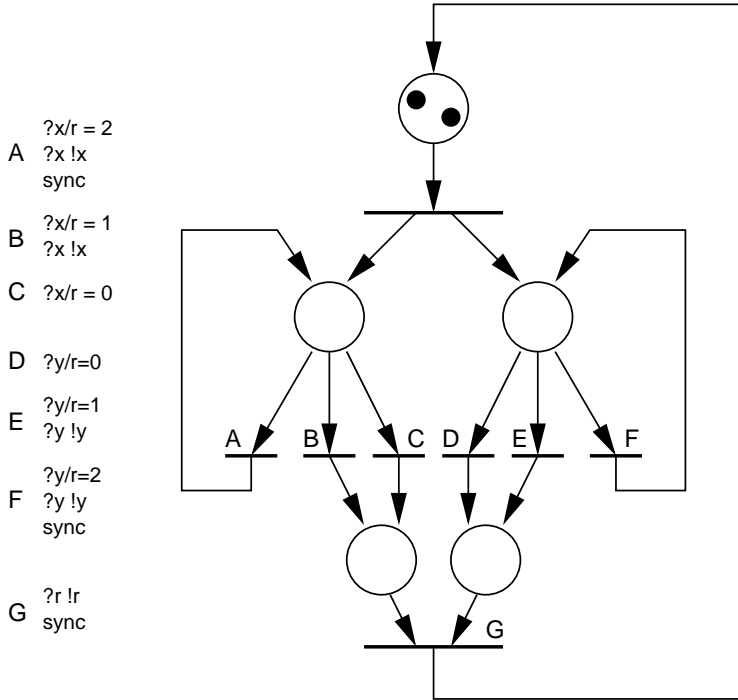 A
?x/r = 2
?x !x
sync
B
?x/r = 1
?x !x
C ?x/r = 0
D ?y/r=0
E
?y/r=1
?y !y
F
?y/r=2
?y !y
sync
G
?r !r
sync
A B C D E F
G